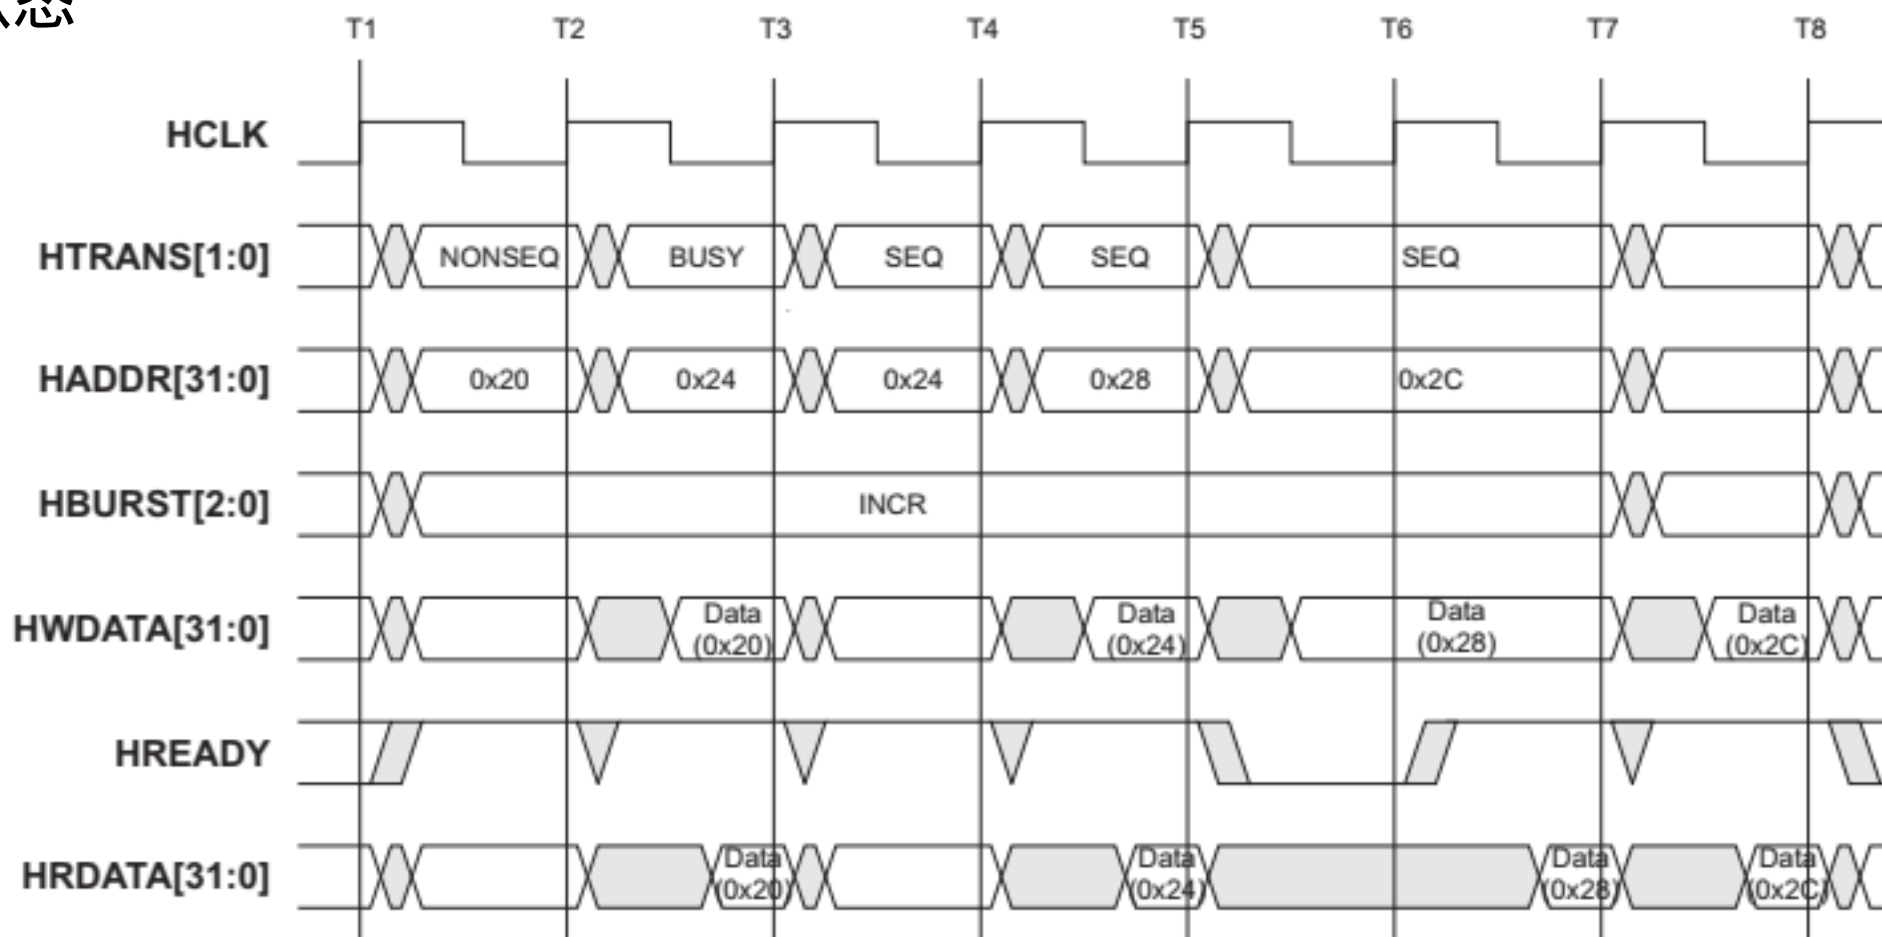 T1 T2 T3 T4 T5 T6 T7 T8
HCLK
HTRANS[1:0] NONSEQ BUSY SEQ SEQ SEQ
HADDR[31:0] 0x20 0x24 0x24 0x28 0x2C
HBURST[2:0] INCR
HWDATA[31:0] Data (0x20) Data (0x24) Data (0x28) Data (0x2C)
HREADY
HRDATA[31:0] Data (0x20) Data (0x24) Data (0x28) Data (0x2C)